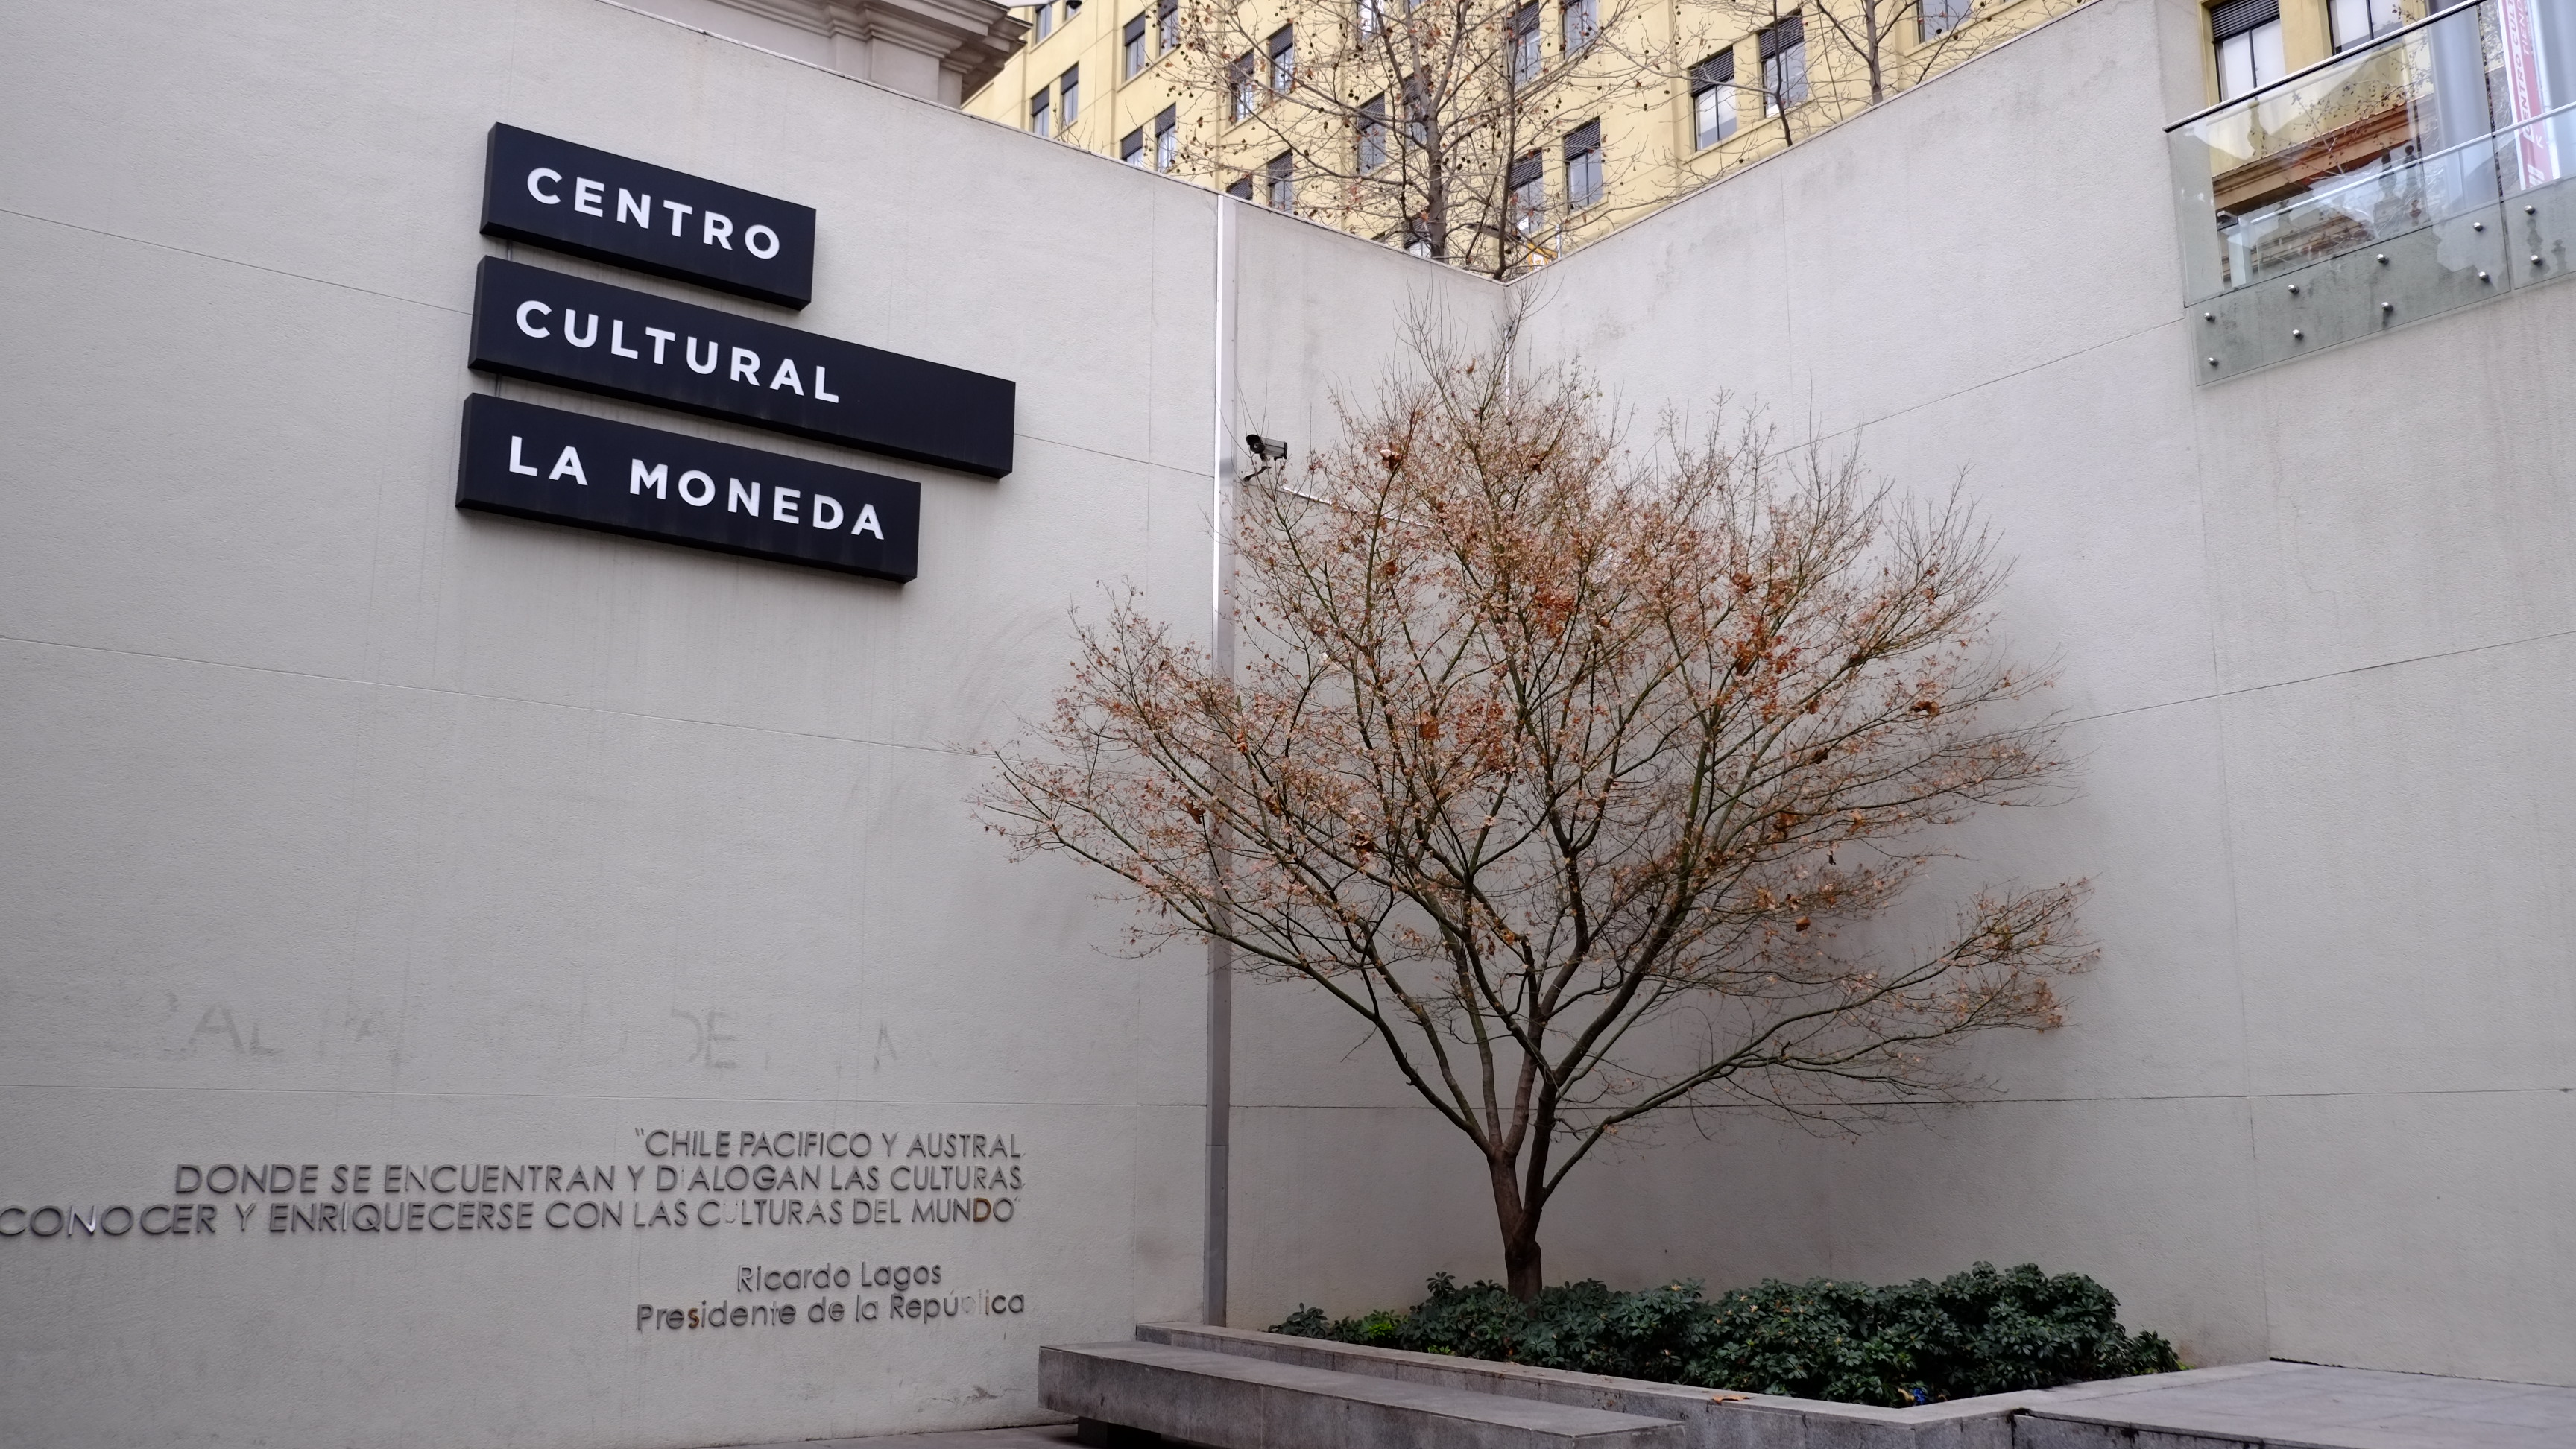 CENTRO
CULTURAL
LA MONEDA
"CHILE PACIFICO Y AUSTRAL
DONDE SE ENCUENTRAN Y DIALOGAN LAS CULTURAS
CONOCER Y ENRIQUECERSE CON LAS CULTURAS DEL MUNDO"
Ricardo Lagos
Presidente de la República